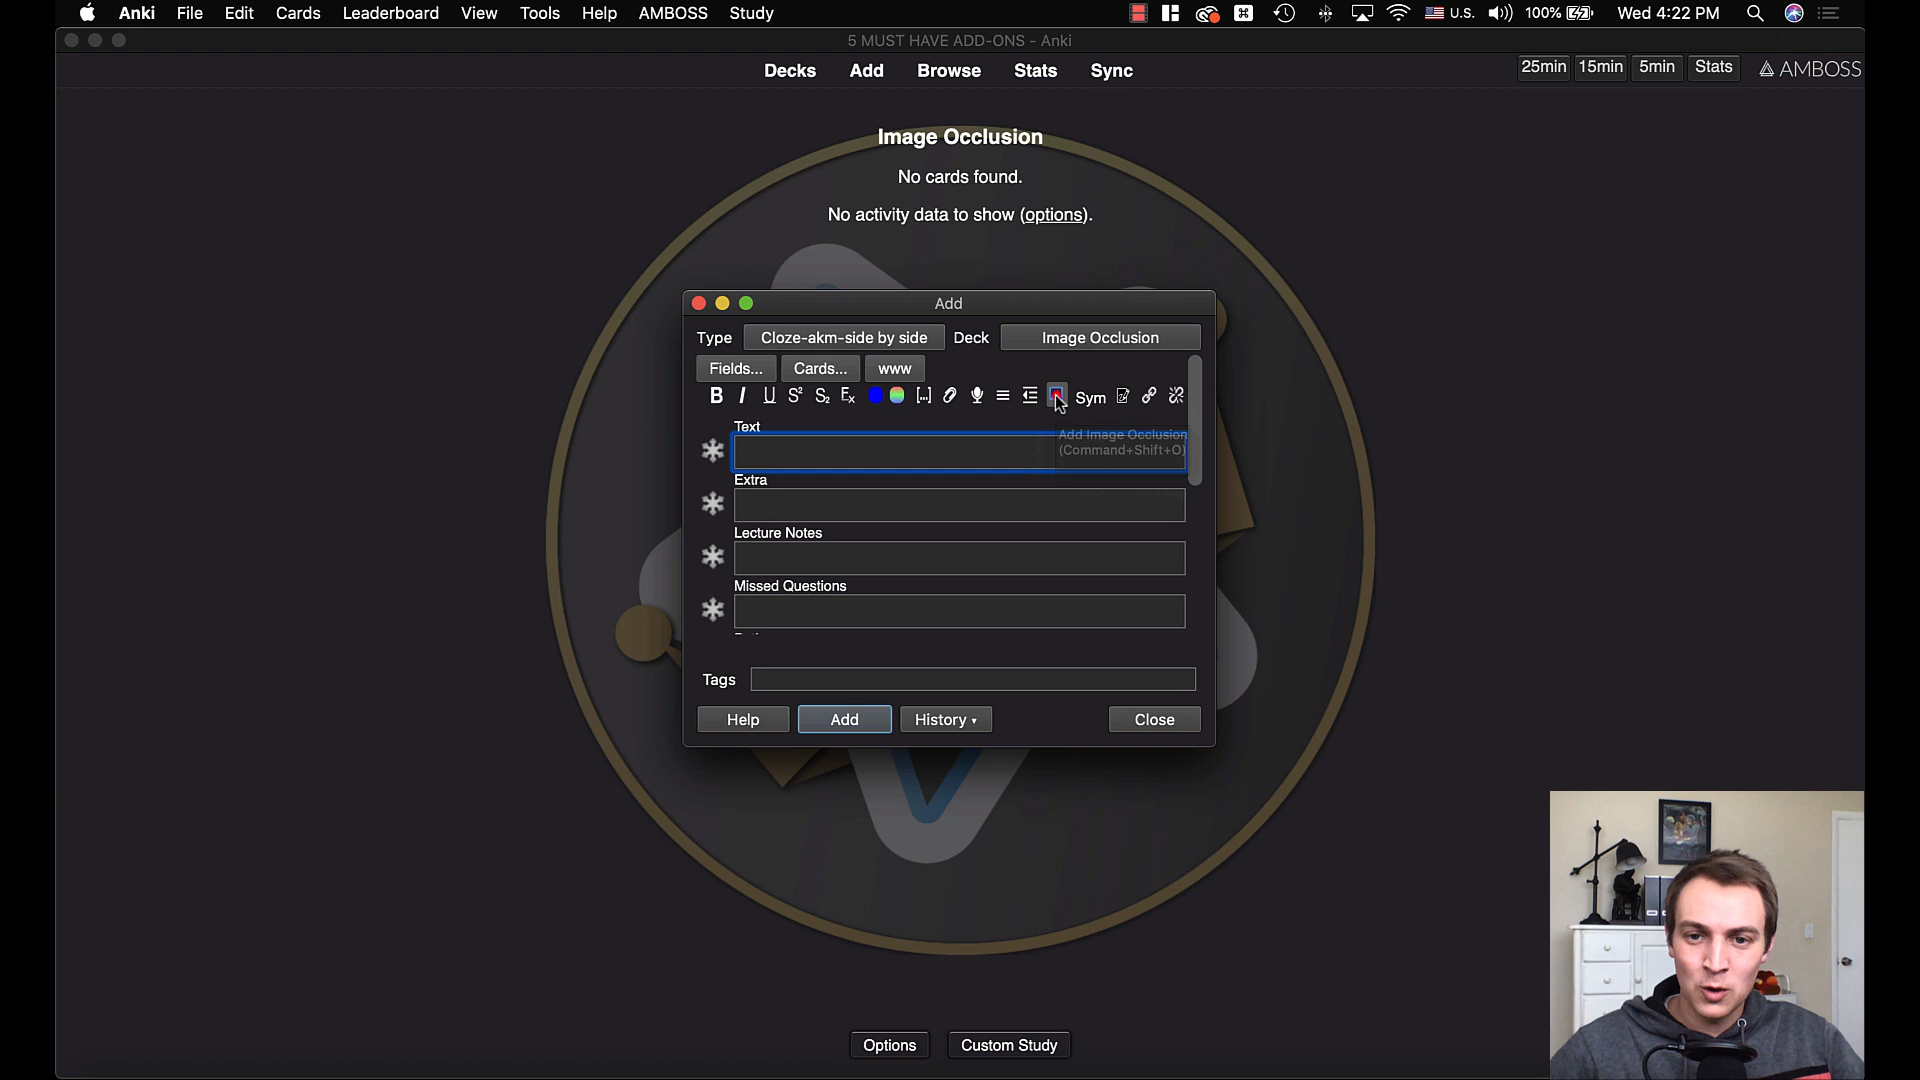 Anki File Edit Cards Leaderboard View Tools Help AMBOSS Study U.S. 100% Wed 4:22 PM
5 MUST HAVE ADD-ONS - Anki
Decks Add Browse Stats Sync 25min 15min 5min Stats AMBOSS
Image Occlusion
No cards found.
No activity data to show (options).
Add
Type Cloze-akm-side by side Deck Image Occlusion
Fields... Cards... www
B I U S² S₂ Ex [...] Sym
Text
Add Image Occlusion
(Command+Shift+O)
Extra
Lecture Notes
Missed Questions
Tags
Help Add History ▾ Close
Options Custom Study